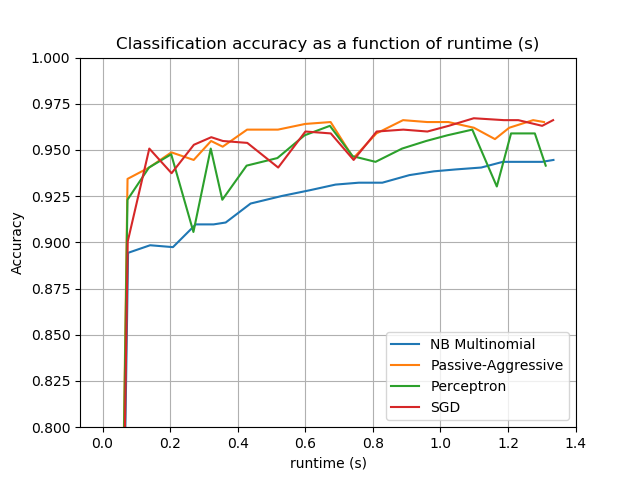 Classification accuracy as a function of runtime (s)
1.000
0.975
0.950
0.925
0.900
0.875
0.850
0.825
0.800
Accuracy
NB Multinomial
Passive-Aggressive
Perceptron
SGD
0.0 0.2 0.4 0.6 0.8 1.0 1.2 1.4
runtime (s)